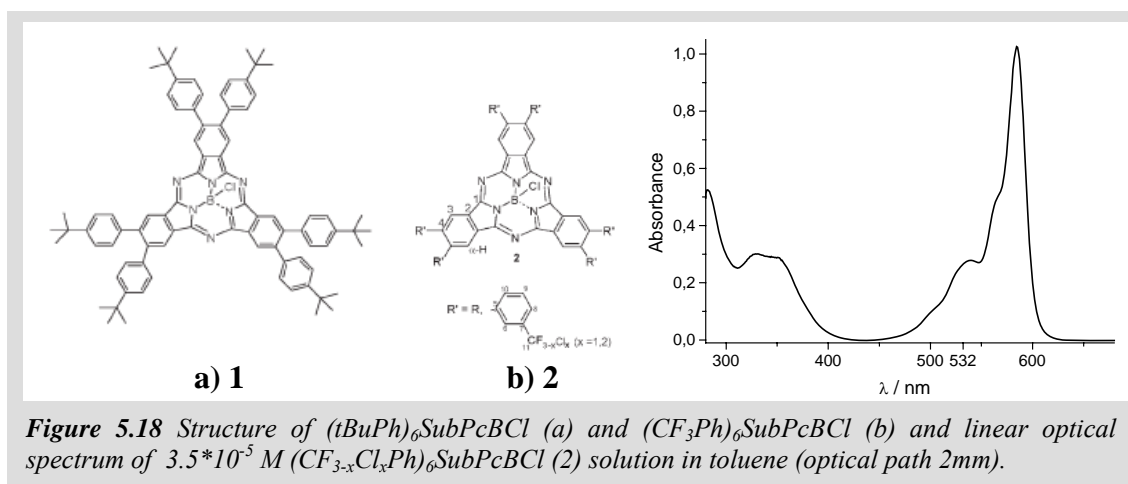 N
N
N
N
N
N
B
Cl
a) 1
R'
R'
R'
R'
R'
R'
N
N
N
N
N
N
B
Cl
1
2
3
4
α-H
2
R' = R,
10
9
8
7
6
CF3-xClx (x =1,2)
11
b) 2
Absorbance
1,0
0,8
0,6
0,4
0,2
0,0
300
400
500
532
600
λ / nm
Figure 5.18 Structure of (tBuPh)6SubPcBCl (a) and (CF3Ph)6SubPcBCl (b) and linear optical
spectrum of 3.5*10-5 M (CF3-xClxPh)6SubPcBCl (2) solution in toluene (optical path 2mm).